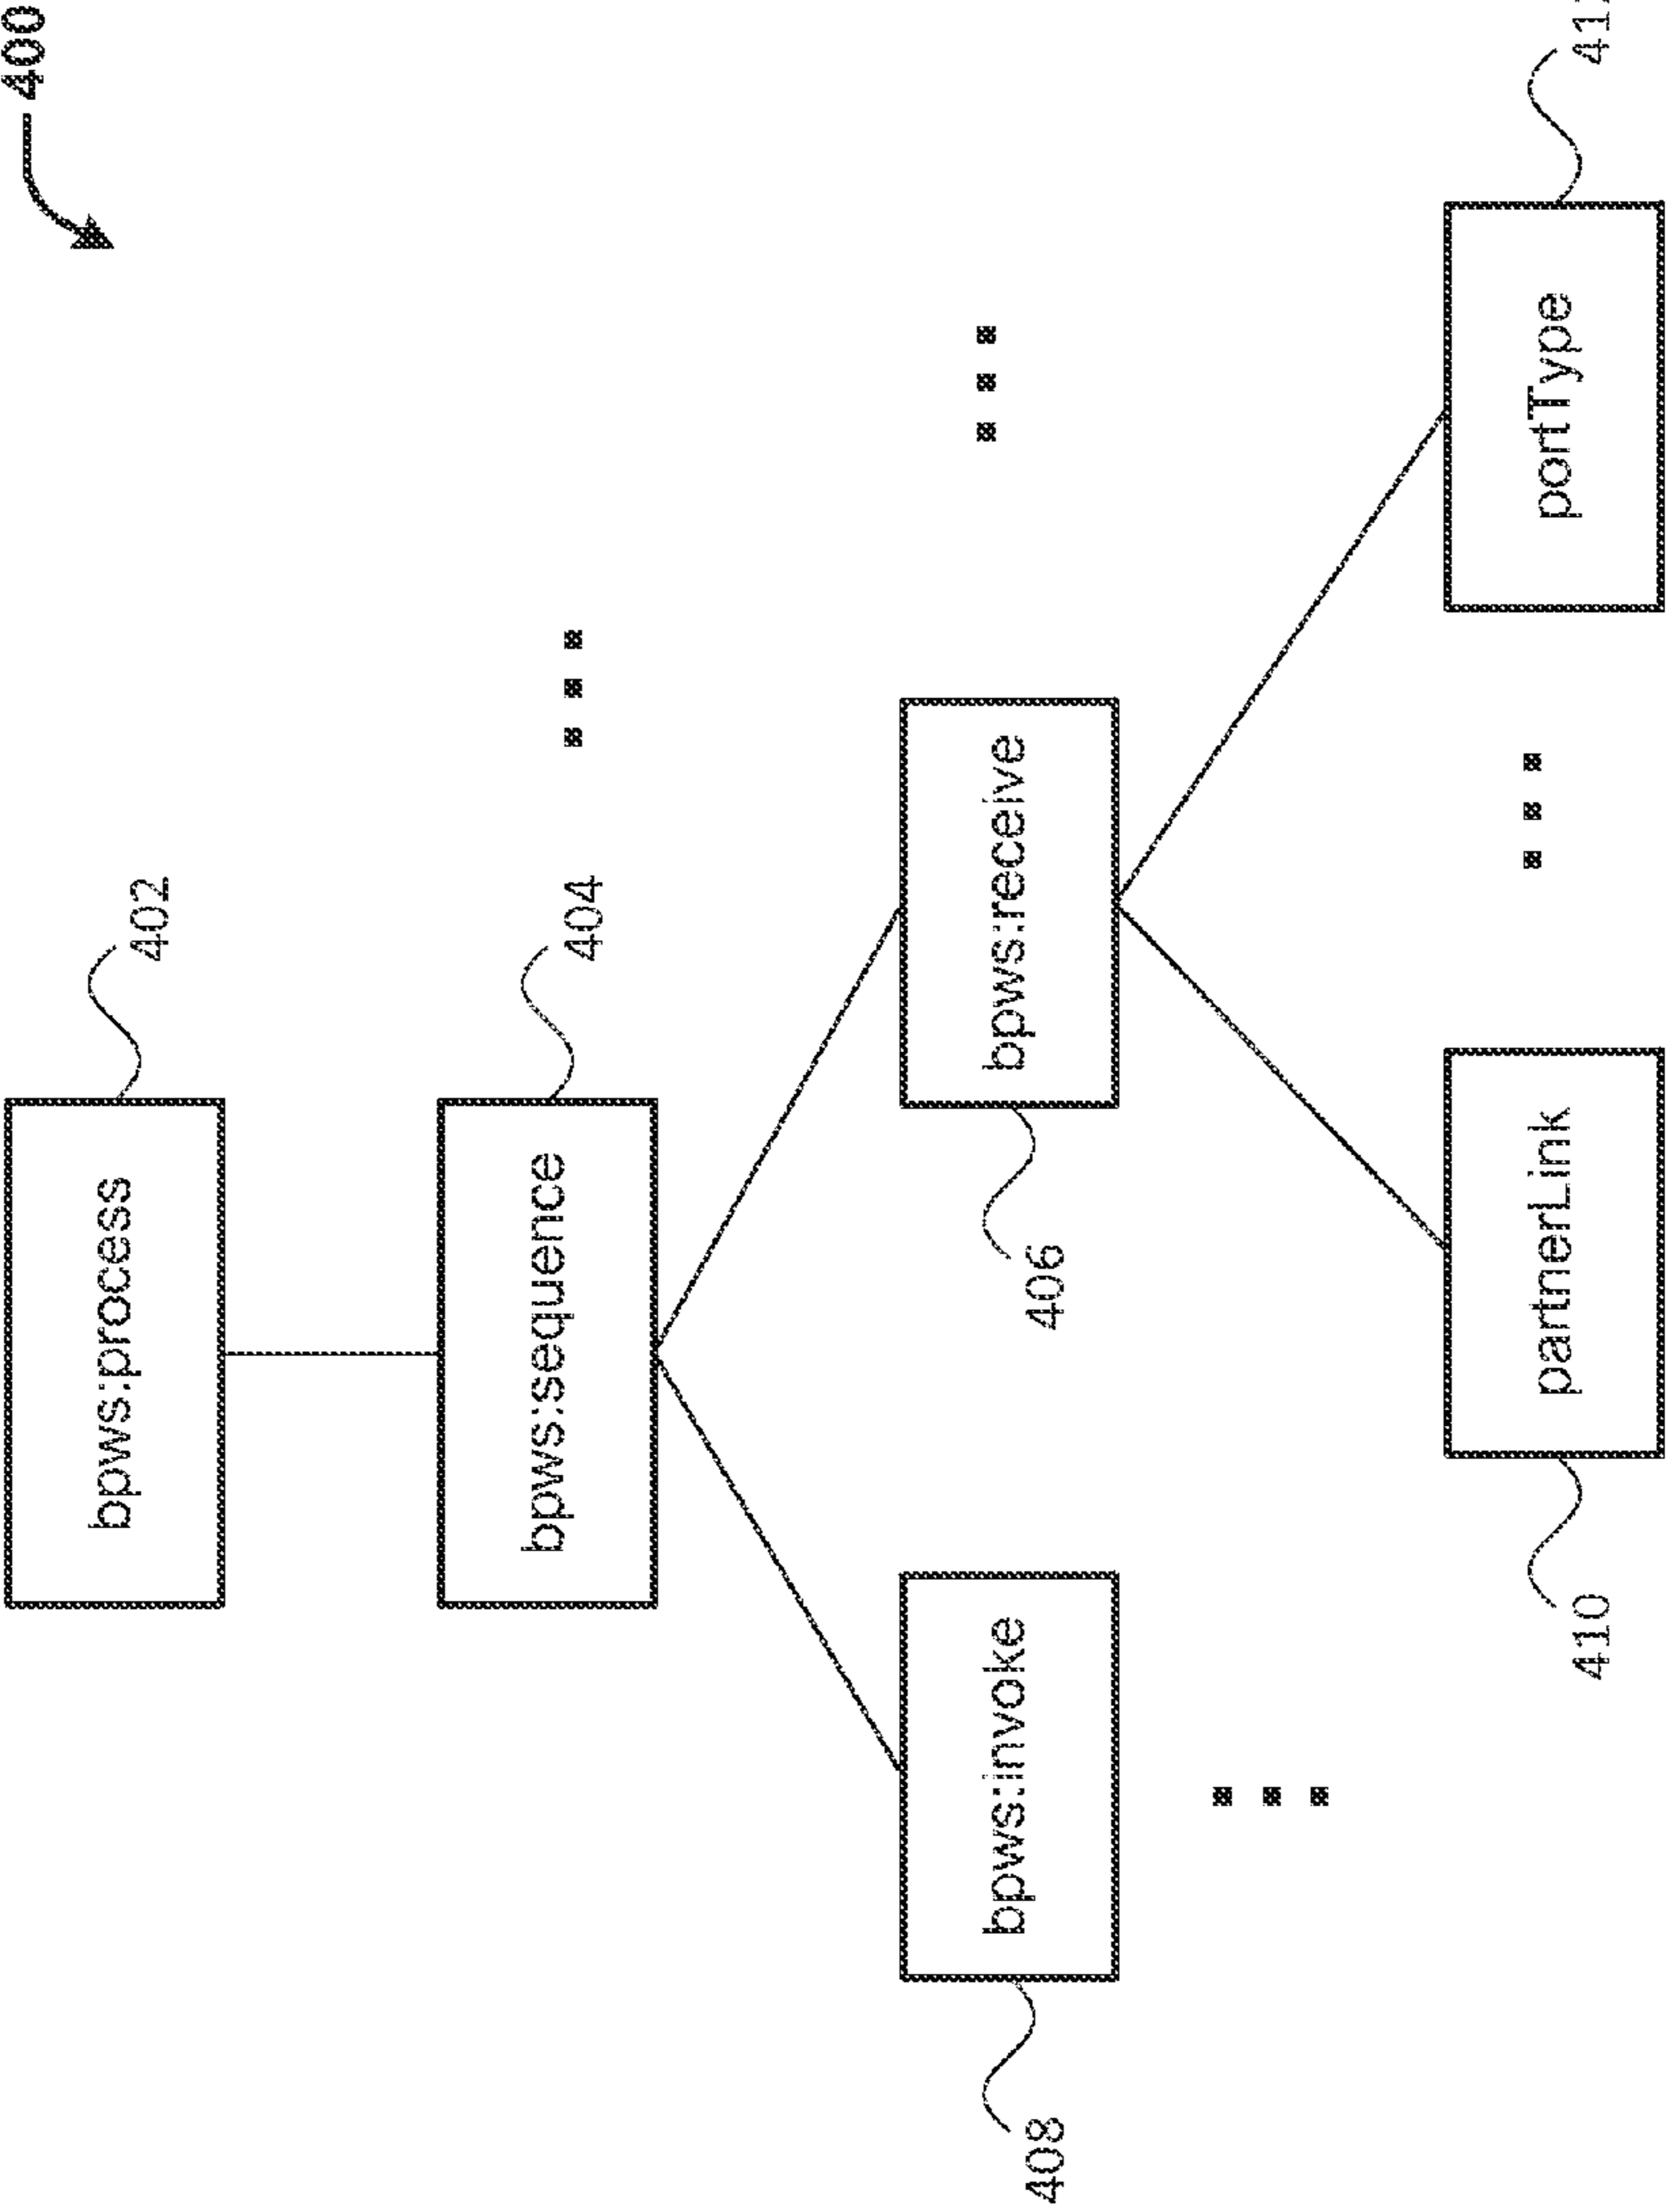 400
bpws:process
402
bpws:sequence
404
bpws:invoke
408
bpws:receive
406
partnerLink
410
portType